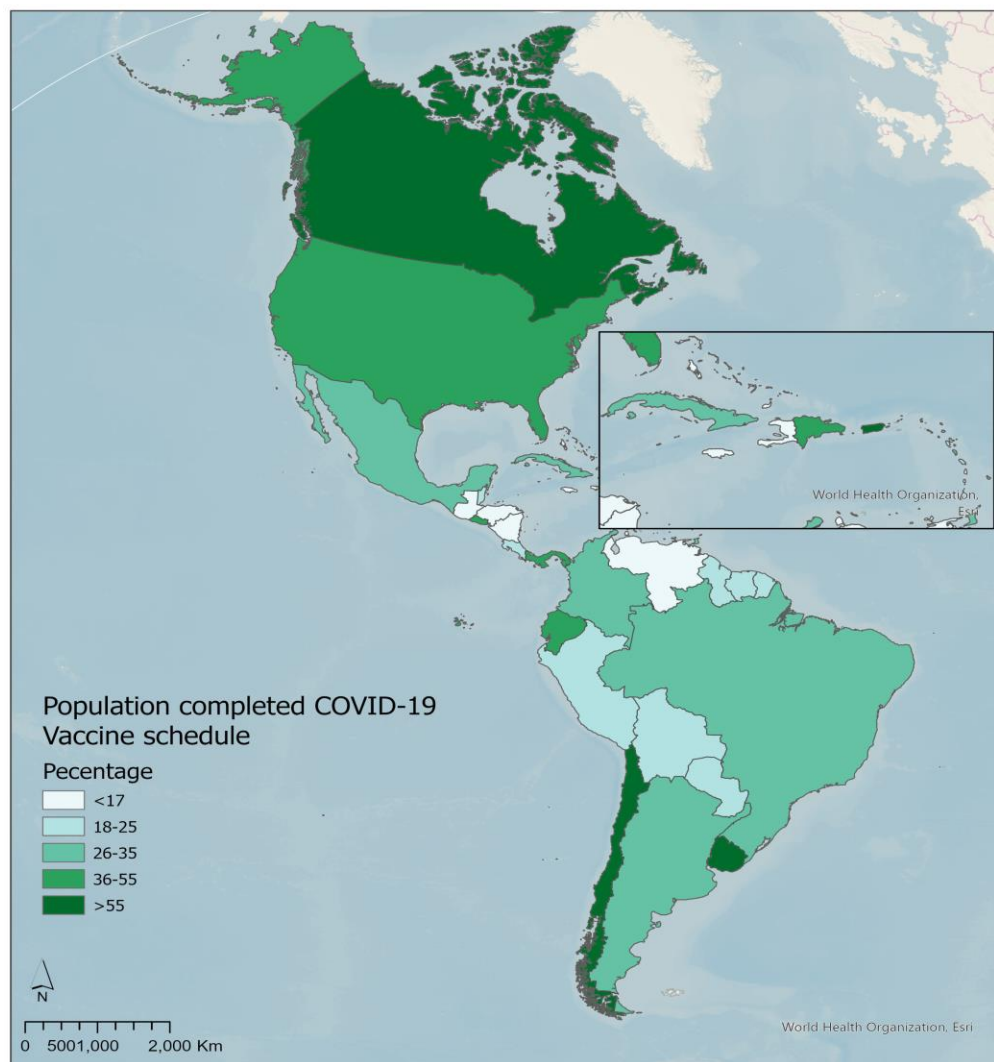 World Health Organization,
Esri
Population completed COVID-19
Vaccine schedule
Pecentage
<17
18-25
26-35
36-55
>55
N
0 5001,000 2,000 Km
World Health Organization, Esri